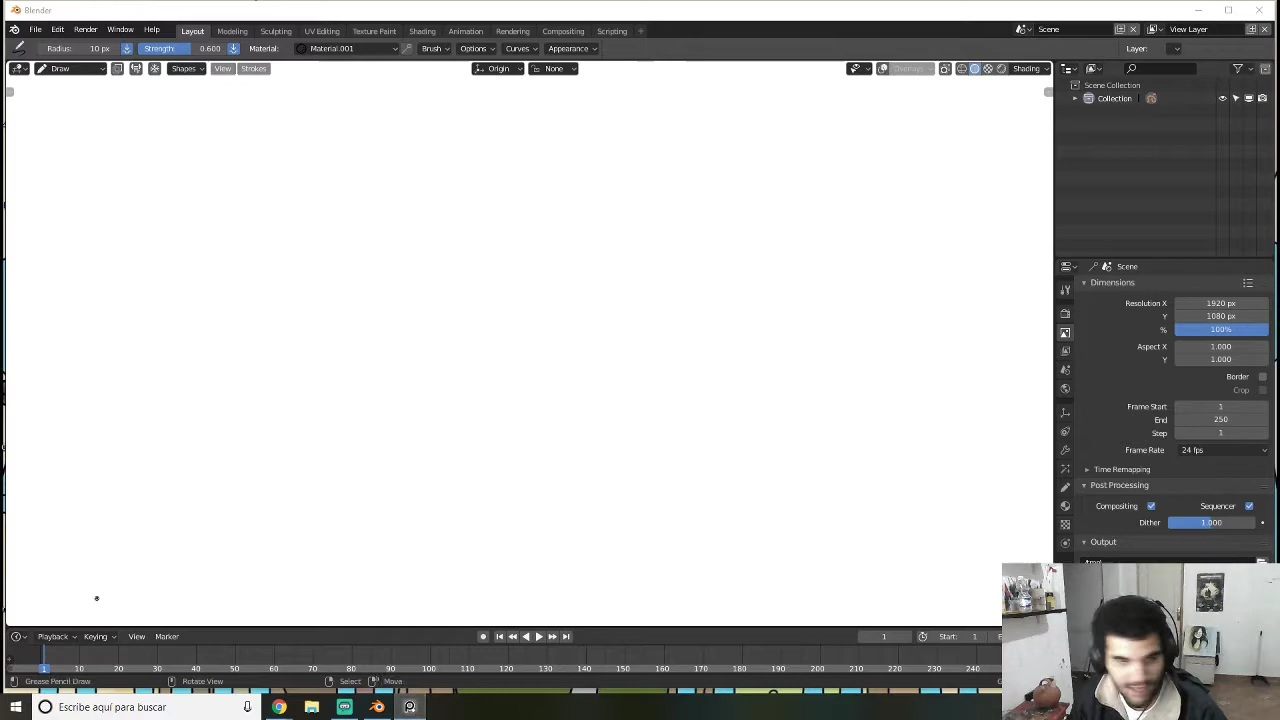 Blender
File Edit Render Window Help Layout Modeling Sculpting UV Editing Texture Paint Shading Animation Rendering Compositing Scripting + Scene View Layer
Radius: 10 px Strength: 0.600 Material: Material.001 Brush Options Curves Appearance Layer:
Draw Shapes View Strokes Origin None Overlays Shading
Scene Collection
Collection
Scene
Dimensions
Resolution X 1920 px
Y 1080 px
% 100%
Aspect X 1.000
Y 1.000
Border
Crop
Frame Start 1
End 250
Step 1
Frame Rate 24 fps
Time Remapping
Post Processing
Compositing Sequencer
Dither 1.000
Output
Playback Keying View Marker 1 Start: 1
1 10 20 30 40 50 60 70 80 90 100 110 120 130 140 150 160 170 180 190 200 210 220 230 240
Grease Pencil Draw Rotate View Select Move
Escribe aquí para buscar